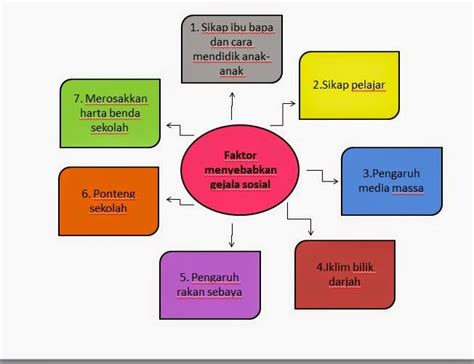 1. Sikap ibu bapa
dan cara
mendidik anak-
anak
2.Sikap pelajar
7. Merosakkan
harta benda
sekolah
Faktor
menyebabkan
gejala sosial
3.Pengaruh
media massa
6. Ponteng
sekolah
4.Iklim bilik
darjah
5. Pengaruh
rakan sebaya